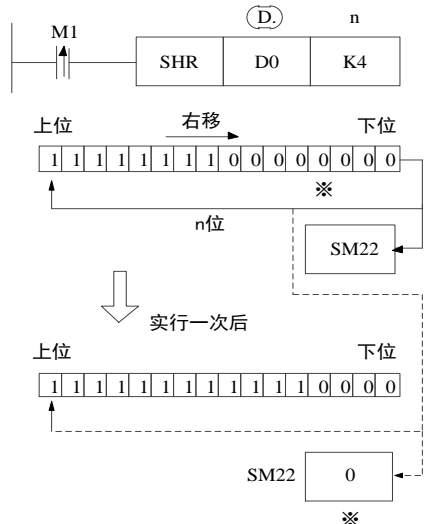 D. n
M1
SHR D0 K4
上位 右移 下位
1 1 1 1 1 1 1 1 0 0 0 0 0 0 0 0
※
n位
SM22
实行一次后
上位 下位
1 1 1 1 1 1 1 1 1 1 1 1 0 0 0 0
SM22 0
※